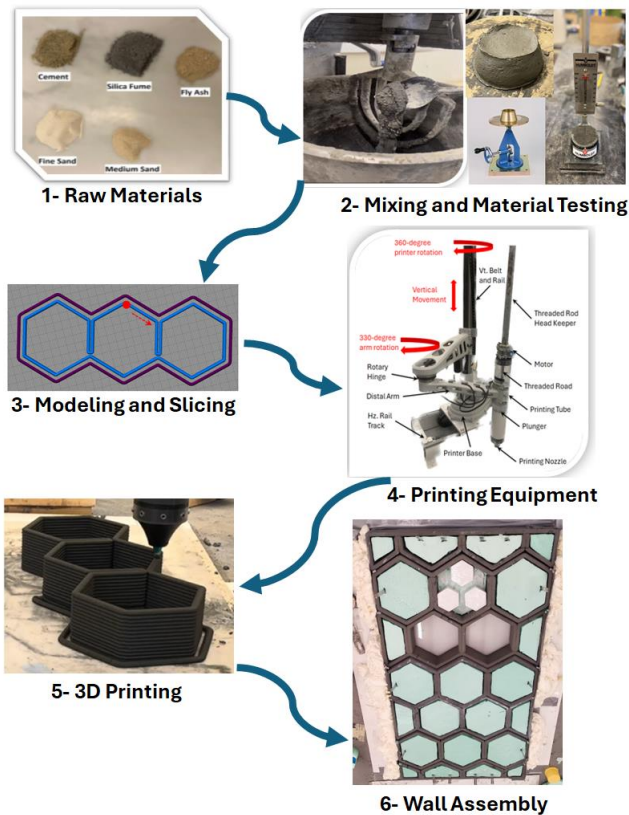 Cement
Silica Fume
Fly Ash
Fine Sand
Medium Sand
1- Raw Materials
2- Mixing and Material Testing
3- Modeling and Slicing
360-degree
printer rotation
Vt. Belt
and Rail
Vertical
Movement
Threaded Rod
Head Keeper
330-degree
arm rotation
Rotary
Hinge
Motor
Distal Arm
Threaded Road
Printing Tube
Hz. Rail
Track
Plunger
Printer Base
Printing Nozzle
4- Printing Equipment
5- 3D Printing
6- Wall Assembly